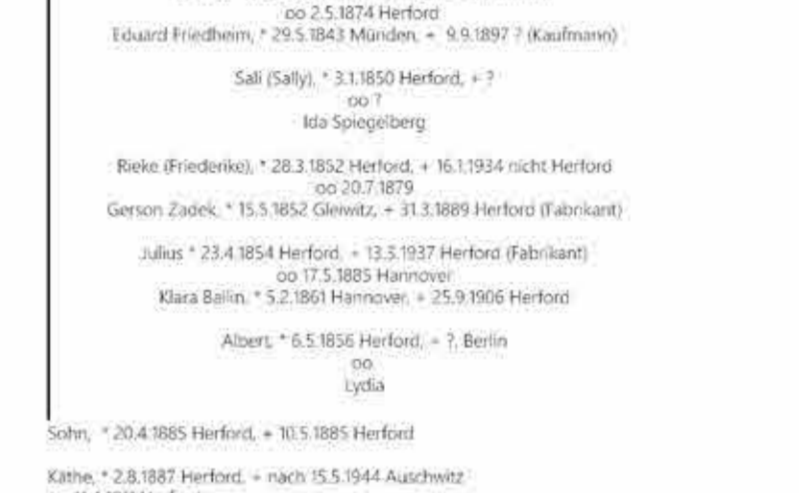 oo 2.5.1874 Herford
Eduard Friedheim, * 29.5.1843 Münden, + 9.9.1897 ? (Kaufmann)
Sali (Sally), * 3.1.1850 Herford, + ?
oo ?
Ida Spiegelberg
Rieke (Friederike), * 28.3.1852 Herford, + 16.1.1934 nicht Herford
oo 20.7.1879
Gerson Zadek, * 15.5.1852 Gleiwitz, + 31.3.1889 Herford (Fabrikant)
Julius * 23.4.1854 Herford, + 13.3.1937 Herford (Fabrikant)
oo 17.5.1885 Hannover
Klara Ballin, * 5.2.1861 Hannover, + 25.9.1906 Herford
Albert, * 6.5.1856 Herford, + ?, Berlin
oo
Lydia
Sohn, * 20.4.1885 Herford, + 10.5.1885 Herford
Käthe, * 2.8.1887 Herford, + nach 15.5.1944 Auschwitz